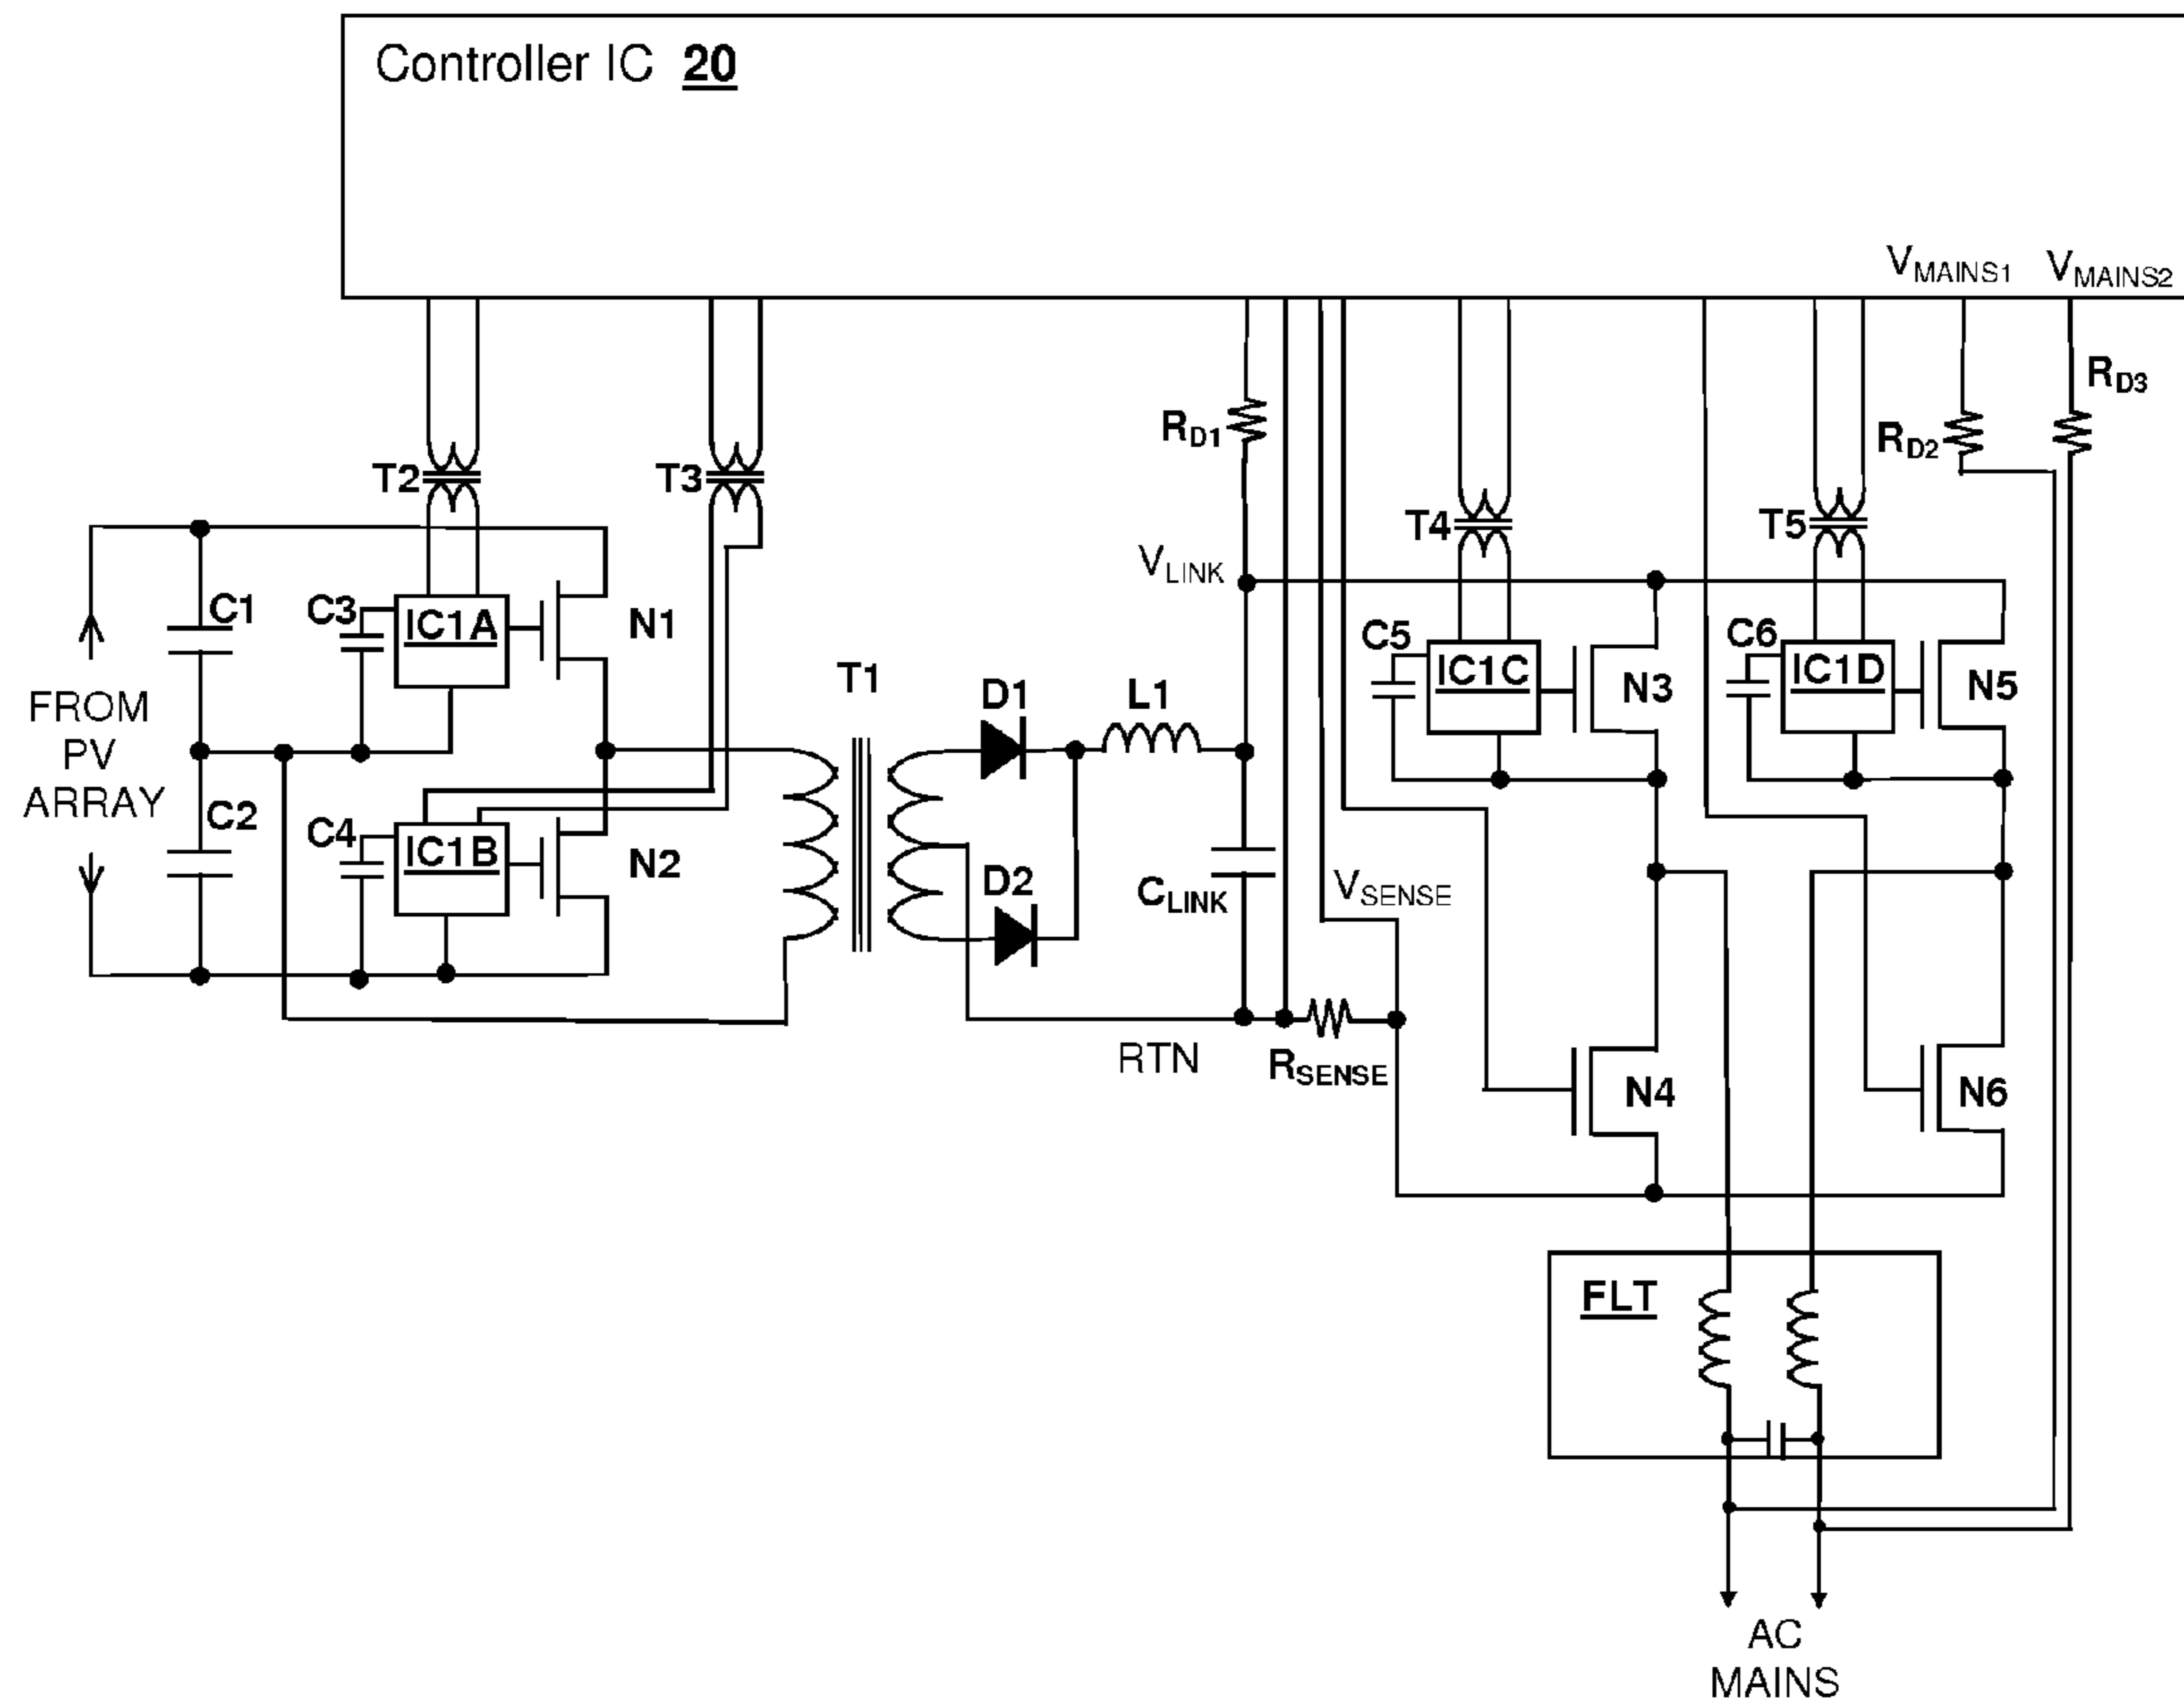 Controller IC 20
VMAINS1 VMAINS2
RD3
RD1
RD2
T2
T3
T4
T5
VLINK
C1
C3
IC1A
N1
C5
IC1C
N3
C6
IC1D
N5
FROM
PV
ARRAY
T1
D1
L1
C2
C4
IC1B
N2
D2
CLINK
VSENSE
RTN
RSENSE
N4
N6
FLT
AC
MAINS